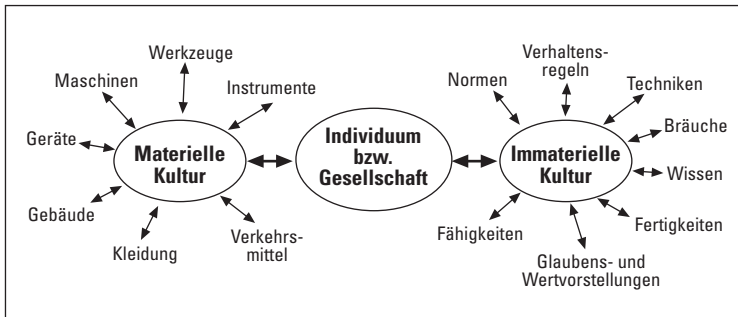 Werkzeuge
Maschinen
Instrumente
Geräte
Materielle
Kultur
Gebäude
Kleidung
Verkehrs-
mittel
Individuum
bzw.
Gesellschaft
Verhaltens-
regeln
Normen
Techniken
Bräuche
Immaterielle
Kultur
Wissen
Fähigkeiten
Fertigkeiten
Glaubens- und
Wertvorstellungen